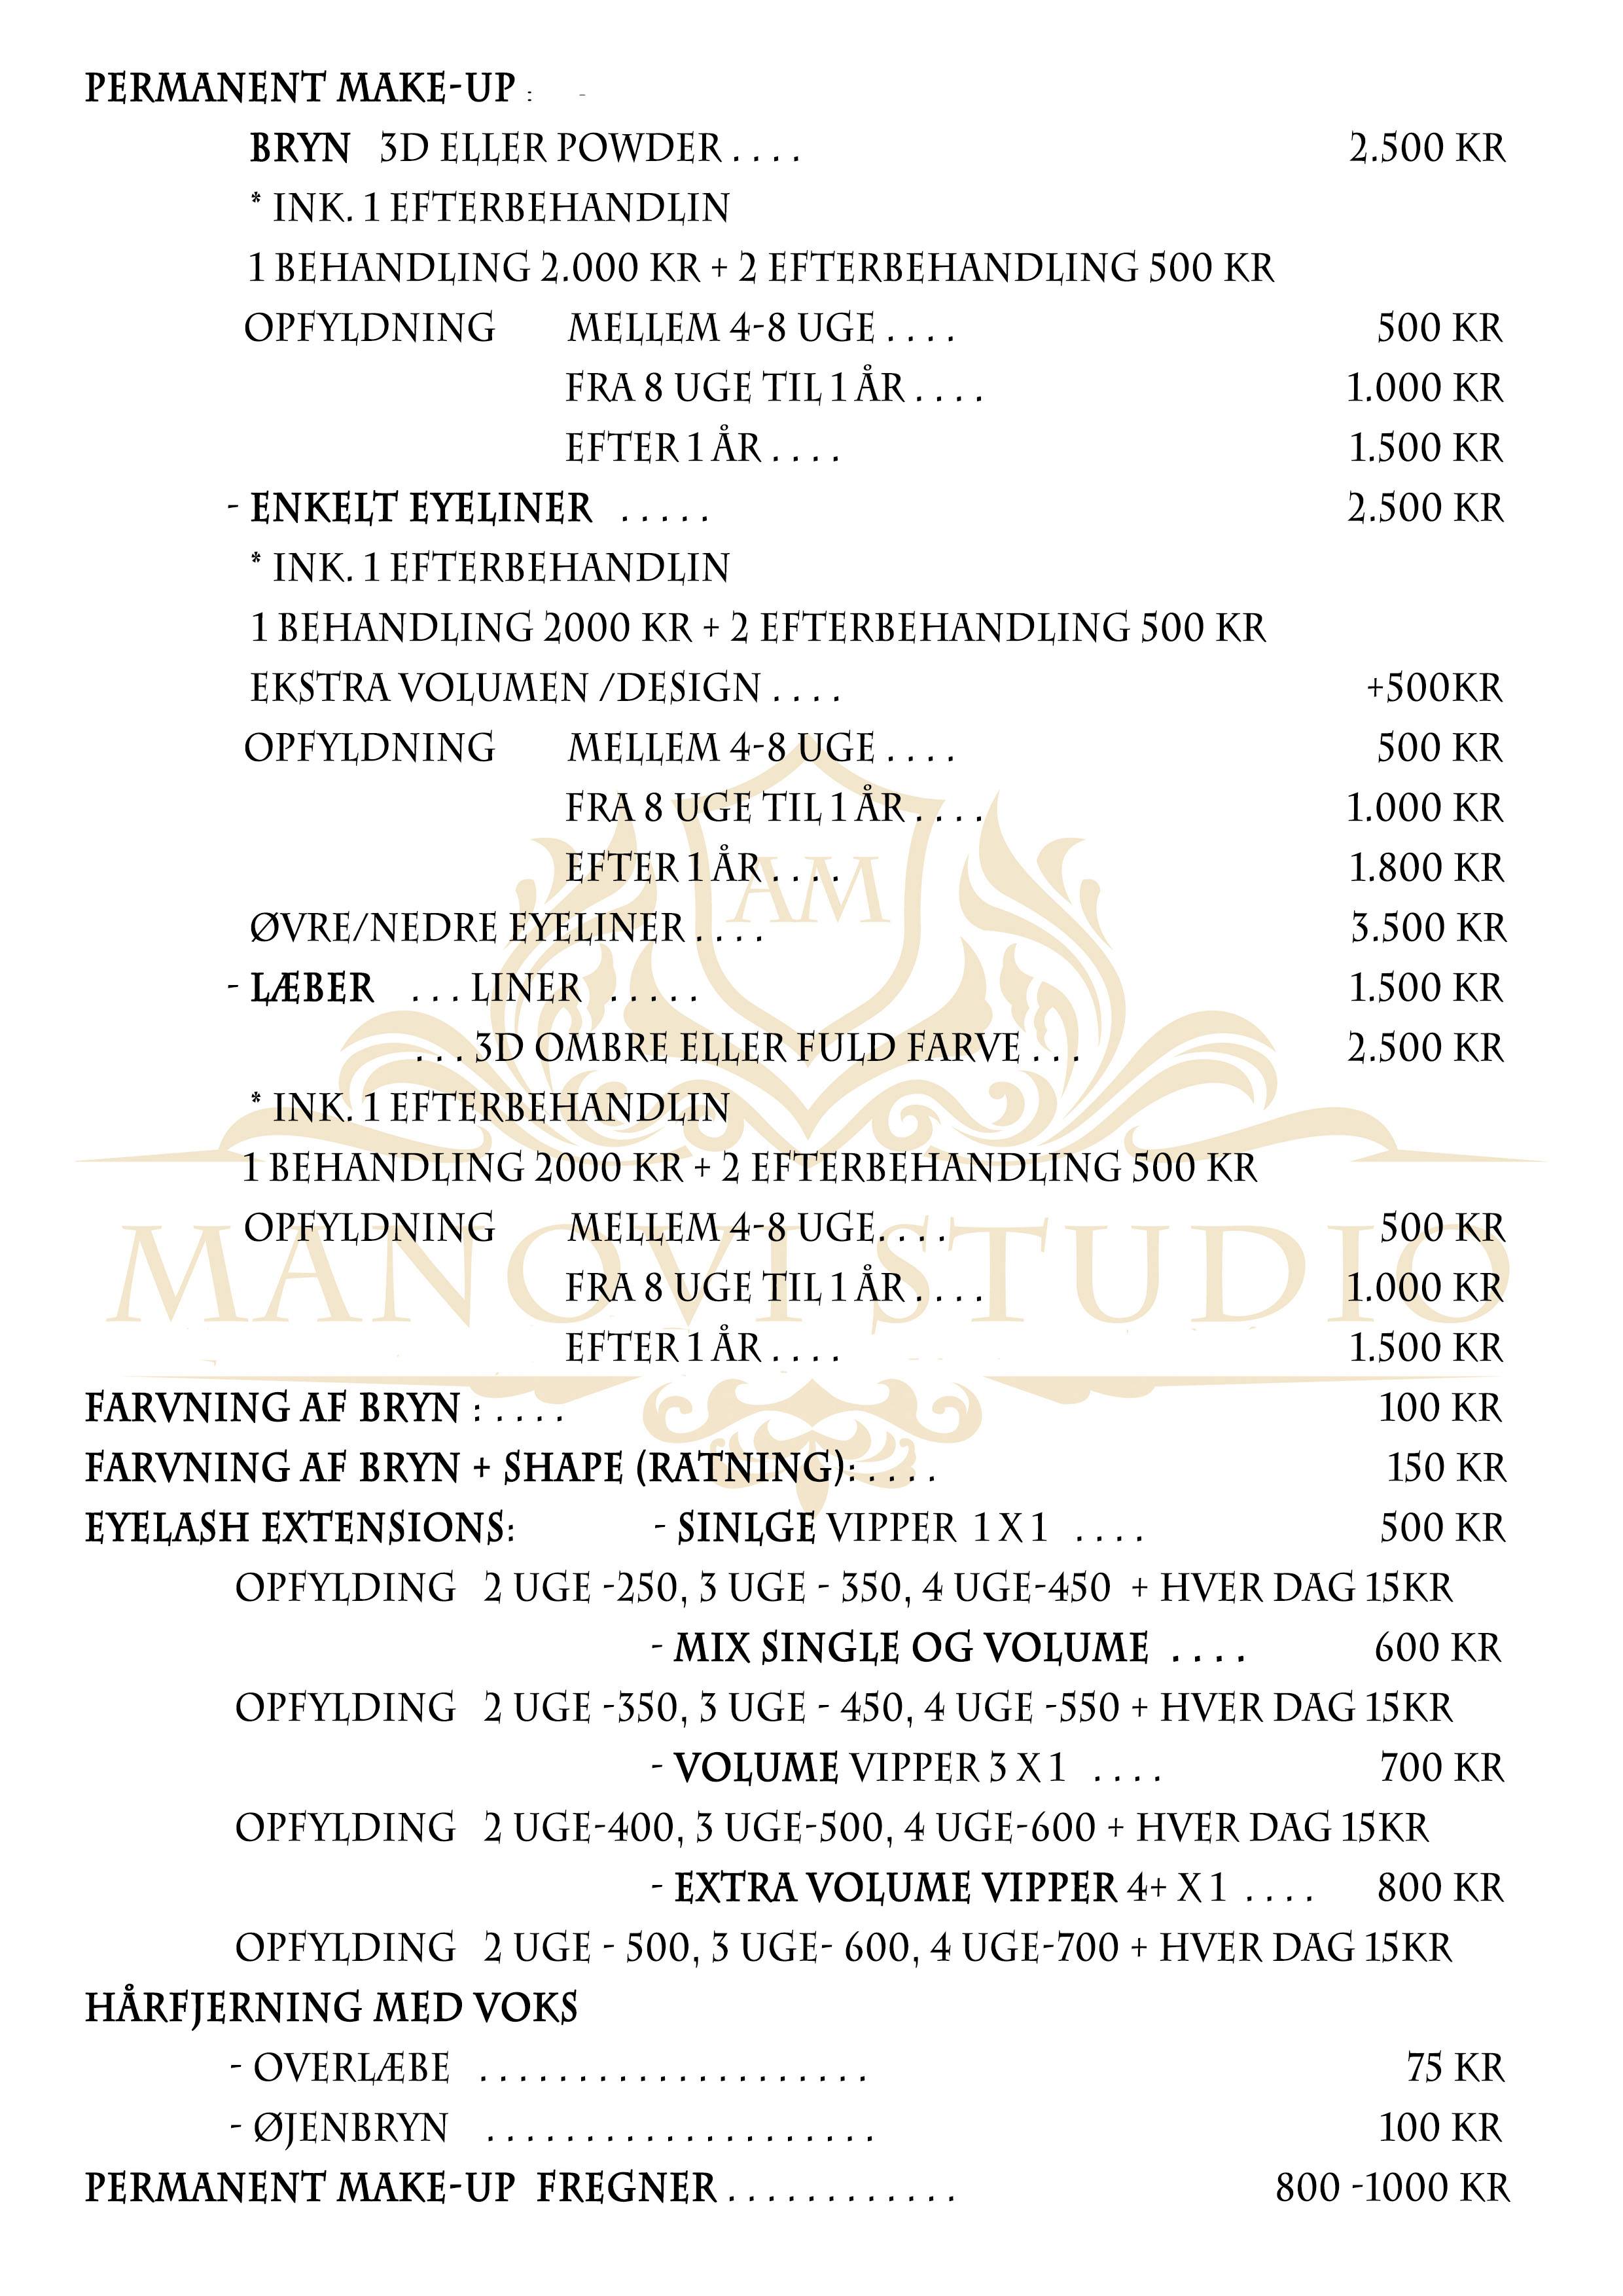 PERMANENT MAKE-UP : -
BRYN 3D ELLER POWDER . . . . 2.500 KR
* INK. 1 EFTERBEHANDLIN
1 BEHANDLING 2.000 KR + 2 EFTERBEHANDLING 500 KR
OPFYLDNING MELLEM 4-8 UGE . . . . 500 KR
FRA 8 UGE TIL 1 ÅR . . . . 1.000 KR
EFTER 1 ÅR . . . . 1.500 KR
- ENKELT EYELINER . . . . . 2.500 KR
* INK. 1 EFTERBEHANDLIN
1 BEHANDLING 2000 KR + 2 EFTERBEHANDLING 500 KR
EKSTRA VOLUMEN /DESIGN . . . . +500KR
OPFYLDNING MELLEM 4-8 UGE . . . . 500 KR
FRA 8 UGE TIL 1 ÅR . . . . 1.000 KR
AM
EFTER 1 ÅR . . . . 1.800 KR
ØVRE/NEDRE EYELINER . . . . 3.500 KR
- LÆBER . . . LINER . . . . . 1.500 KR
. . . 3D OMBRE ELLER FULD FARVE . . . 2.500 KR
* INK. 1 EFTERBEHANDLIN
1 BEHANDLING 2000 KR + 2 EFTERBEHANDLING 500 KR
OPFYLDNING MELLEM 4-8 UGE. . . . 500 KR
MANOVI STUDIO
FRA 8 UGE TIL 1 ÅR . . . . 1.000 KR
EFTER 1 ÅR . . . . 1.500 KR
FARVNING AF BRYN : . . . . 100 KR
FARVNING AF BRYN + SHAPE (RATNING): . . . . 150 KR
EYELASH EXTENSIONS: - SINLGE VIPPER 1 X 1 . . . . 500 KR
OPFYLDING 2 UGE -250, 3 UGE - 350, 4 UGE-450 + HVER DAG 15KR
- MIX SINGLE OG VOLUME . . . . 600 KR
OPFYLDING 2 UGE -350, 3 UGE - 450, 4 UGE -550 + HVER DAG 15KR
- VOLUME VIPPER 3 X 1 . . . . 700 KR
OPFYLDING 2 UGE-400, 3 UGE-500, 4 UGE-600 + HVER DAG 15KR
- EXTRA VOLUME VIPPER 4+ X 1 . . . . 800 KR
OPFYLDING 2 UGE - 500, 3 UGE- 600, 4 UGE-700 + HVER DAG 15KR
HÅRFJERNING MED VOKS
- OVERLÆBE . . . . . . . . . . . . . . . . . . . . 75 KR
- ØJENBRYN . . . . . . . . . . . . . . . . . . . . 100 KR
PERMANENT MAKE-UP FREGNER . . . . . . . . . . . . 800 -1000 KR